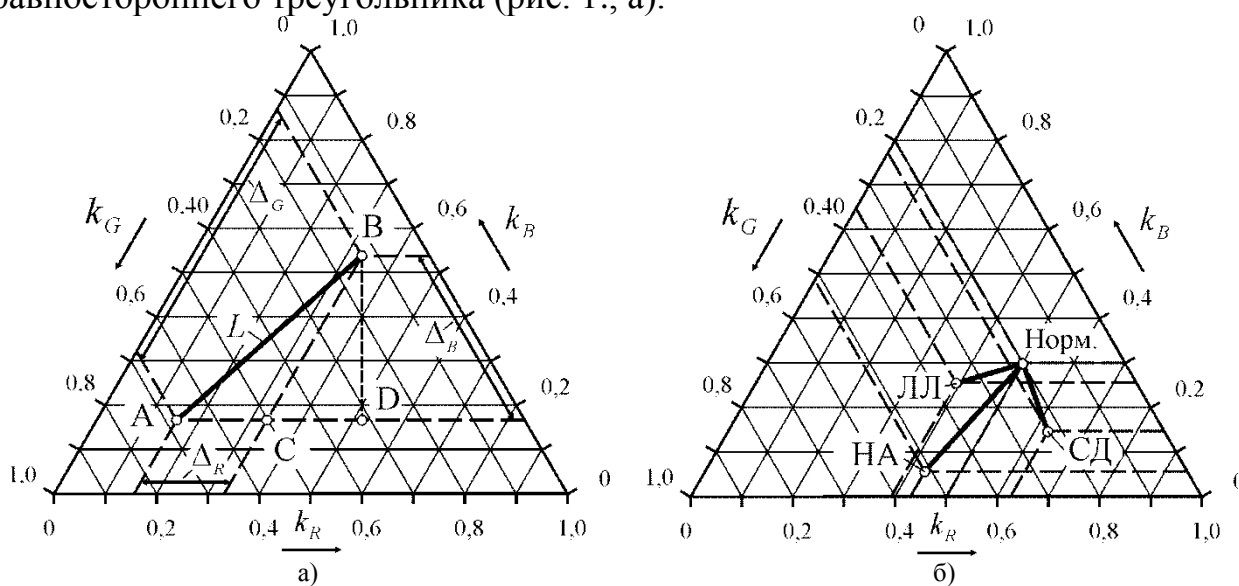 равностороннего треугольника (рис. 1., а).
0 1,0
0,2 0,8
Δ_G
k_G 0,40 B 0,6 k_B
0,6 L Δ_B 0,4
0,8 A D 0,2
C
Δ_R
1,0 0
0 0,2 0,4 k_R 0,6 0,8 1,0
а)
0 1,0
0,2 0,8
k_G 0,40 0,6 k_B
0,6 0,4
Норм.
0,8 ЛЛ 0,2
НА СД
1,0 0
0 0,2 0,4 k_R 0,6 0,8 1,0
б)